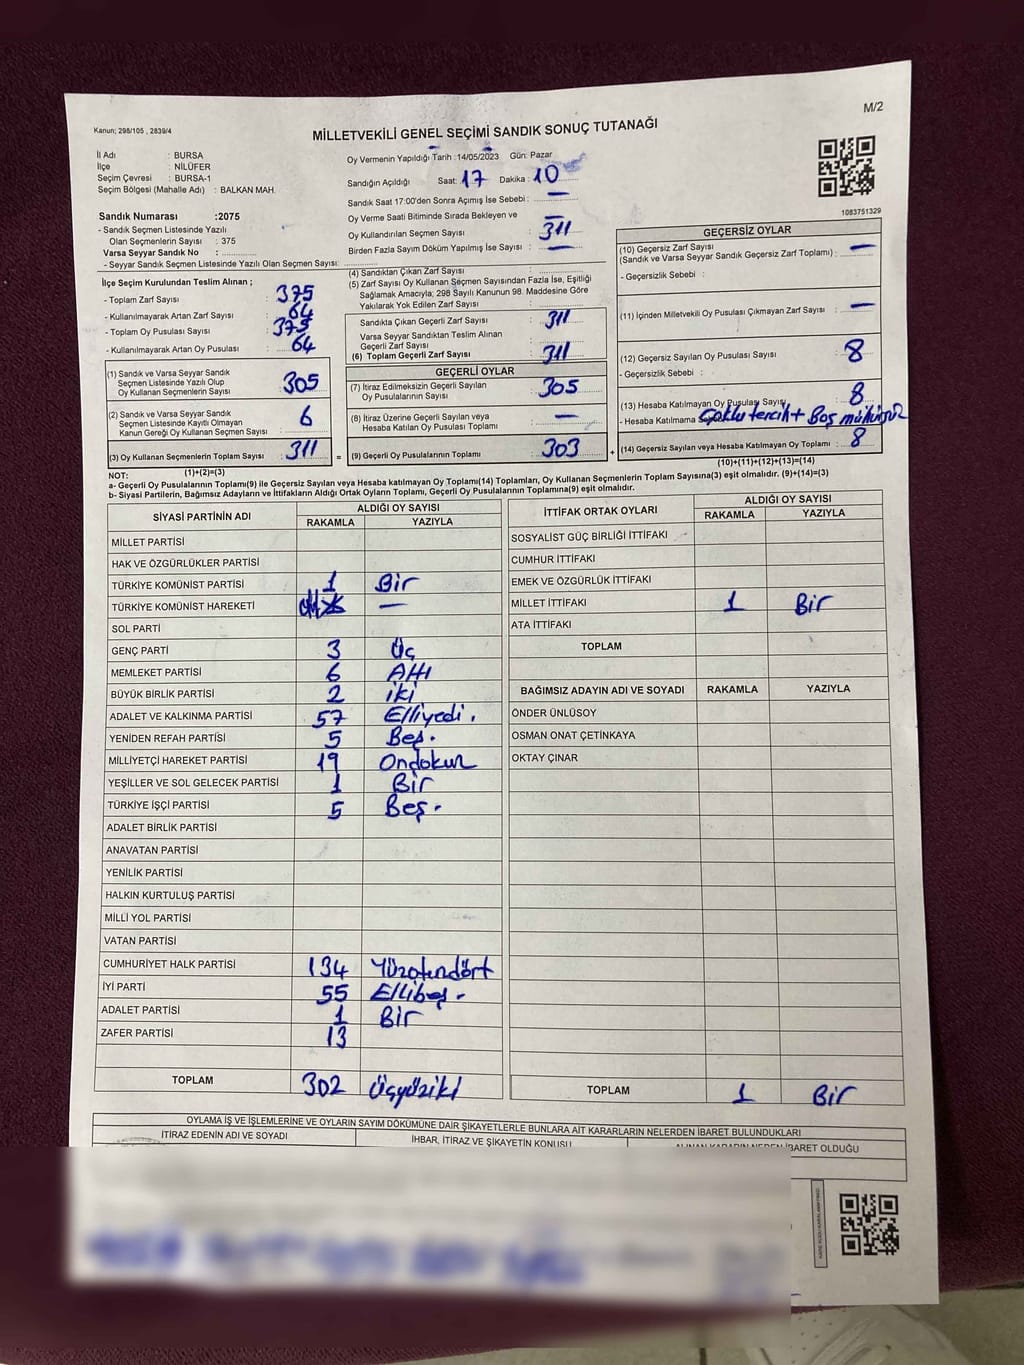 M/2
Kanun; 298/105 , 2839/4
MİLLETVEKİLİ GENEL SEÇİMİ SANDIK SONUÇ TUTANAĞI
İl Adı : BURSA
İlçe : NİLÜFER
Seçim Çevresi : BURSA-1
Seçim Bölgesi (Mahalle Adı) : BALKAN MAH.
Oy Vermenin Yapıldığı Tarih : 14/05/2023 Gün: Pazar
Sandığın Açıldığı Saat: 17 Dakika : 10
Sandık Saat 17:00'den Sonra Açımış İse Sebebi : —
Oy Verme Saati Bitiminde Sırada Bekleyen ve
Oy Kullandırılan Seçmen Sayısı : 311
Birden Fazla Sayım Döküm Yapılmış İse Sayısı : —
1083751329
Sandık Numarası :2075
- Sandık Seçmen Listesinde Yazılı
Olan Seçmenlerin Sayısı : 375
Varsa Seyyar Sandık No :
- Seyyar Sandık Seçmen Listesinde Yazılı Olan Seçmen Sayısı:
İlçe Seçim Kurulundan Teslim Alınan ;
- Toplam Zarf Sayısı : 375
- Kullanılmayarak Artan Zarf Sayısı : 64
- Toplam Oy Pusulası Sayısı : 375
- Kullanılmayarak Artan Oy Pusulası : 64
(1) Sandık ve Varsa Seyyar Sandık
Seçmen Listesinde Yazılı Olup
Oy Kullanan Seçmenlerin Sayısı : 305
(2) Sandık ve Varsa Seyyar Sandık
Seçmen Listesinde Kayıtlı Olmayan
Kanun Gereği Oy Kullanan Seçmen Sayısı : 6
(3) Oy Kullanan Seçmenlerin Toplam Sayısı : 311
(1)+(2)=(3)
(4) Sandıktan Çıkan Zarf Sayısı :
(5) Zarf Sayısı Oy Kullanan Seçmen Sayısından Fazla İse, Eşitliği
Sağlamak Amacıyla; 298 Sayılı Kanunun 98. Maddesine Göre
Yakılarak Yok Edilen Zarf Sayısı :
Sandıkta Çıkan Geçerli Zarf Sayısı : 311
Varsa Seyyar Sandıktan Teslim Alınan
Geçerli Zarf Sayısı :
(6) Toplam Geçerli Zarf Sayısı : 311
GEÇERLİ OYLAR
(7) İtiraz Edilmeksizin Geçerli Sayılan
Oy Pusulalarının Sayısı : 305
(8) İtiraz Üzerine Geçerli Sayılan veya
Hesaba Katılan Oy Pusulası Toplamı : —
= (9) Geçerli Oy Pusulalarının Toplamı : 303 +
GEÇERSİZ OYLAR
(10) Geçersiz Zarf Sayısı
(Sandık ve Varsa Seyyar Sandık Geçersiz Zarf Toplamı) : —
- Geçersizlik Sebebi :
(11) İçinden Milletvekili Oy Pusulası Çıkmayan Zarf Sayısı : —
(12) Geçersiz Sayılan Oy Pusulası Sayısı : 8
- Geçersizlik Sebebi :
(13) Hesaba Katılmayan Oy Pusulası Sayısı : 8
- Hesaba Katılmama Çoklu tercih + Boş mühürsüz
(14) Geçersiz Sayılan veya Hesaba Katılmayan Oy Toplamı : 8
(10)+(11)+(12)+(13)=(14)
NOT:
a- Geçerli Oy Pusulalarının Toplamı(9) ile Geçersiz Sayılan veya Hesaba katılmayan Oy Toplamı(14) Toplamları, Oy Kullanan Seçmenlerin Toplam Sayısına(3) eşit olmalıdır. (9)+(14)=(3)
b- Siyasi Partilerin, Bağımsız Adayların ve İttifakların Aldığı Ortak Oyların Toplamı, Geçerli Oy Pusulalarının Toplamına(9) eşit olmalıdır.
SİYASİ PARTİNİN ADI ALDIĞI OY SAYISI
RAKAMLA YAZIYLA
MİLLET PARTİSİ
HAK VE ÖZGÜRLÜKLER PARTİSİ
TÜRKİYE KOMÜNİST PARTİSİ 1 Bir
TÜRKİYE KOMÜNİST HAREKETİ —
SOL PARTİ
GENÇ PARTİ 3 Üç
MEMLEKET PARTİSİ 6 Altı
BÜYÜK BİRLİK PARTİSİ 2 iki
ADALET VE KALKINMA PARTİSİ 57 Elliyedi.
YENİDEN REFAH PARTİSİ 5 Beş.
MİLLİYETÇİ HAREKET PARTİSİ 19 Ondokuz
YEŞİLLER VE SOL GELECEK PARTİSİ 1 Bir
TÜRKİYE İŞÇİ PARTİSİ 5 Beş.
ADALET BİRLİK PARTİSİ
ANAVATAN PARTİSİ
YENİLİK PARTİSİ
HALKIN KURTULUŞ PARTİSİ
MİLLİ YOL PARTİSİ
VATAN PARTİSİ
CUMHURİYET HALK PARTİSİ 134 Yüzotuzdört
İYİ PARTİ 55 Ellibeş.
ADALET PARTİSİ 1 Bir
ZAFER PARTİSİ 13
TOPLAM 302 Üçyüziki
İTTİFAK ORTAK OYLARI ALDIĞI OY SAYISI
RAKAMLA YAZIYLA
SOSYALİST GÜÇ BİRLİĞİ İTTİFAKI
CUMHUR İTTİFAKI
EMEK VE ÖZGÜRLÜK İTTİFAKI
MİLLET İTTİFAKI 1 Bir
ATA İTTİFAKI
TOPLAM
BAĞIMSIZ ADAYIN ADI VE SOYADI RAKAMLA YAZIYLA
ÖNDER ÜNLÜSOY
OSMAN ONAT ÇETİNKAYA
OKTAY ÇINAR
TOPLAM 1 Bir
OYLAMA İŞ VE İŞLEMLERİNE VE OYLARIN SAYIM DÖKÜMÜNE DAİR ŞİKAYETLERLE BUNLARA AİT KARARLARIN NELERDEN İBARET BULUNDUKLARI
İTİRAZ EDENİN ADI VE SOYADI İHBAR, İTİRAZ VE ŞİKAYETİN KONUSU ALINAN KARARIN NEDEN İBARET OLDUĞU